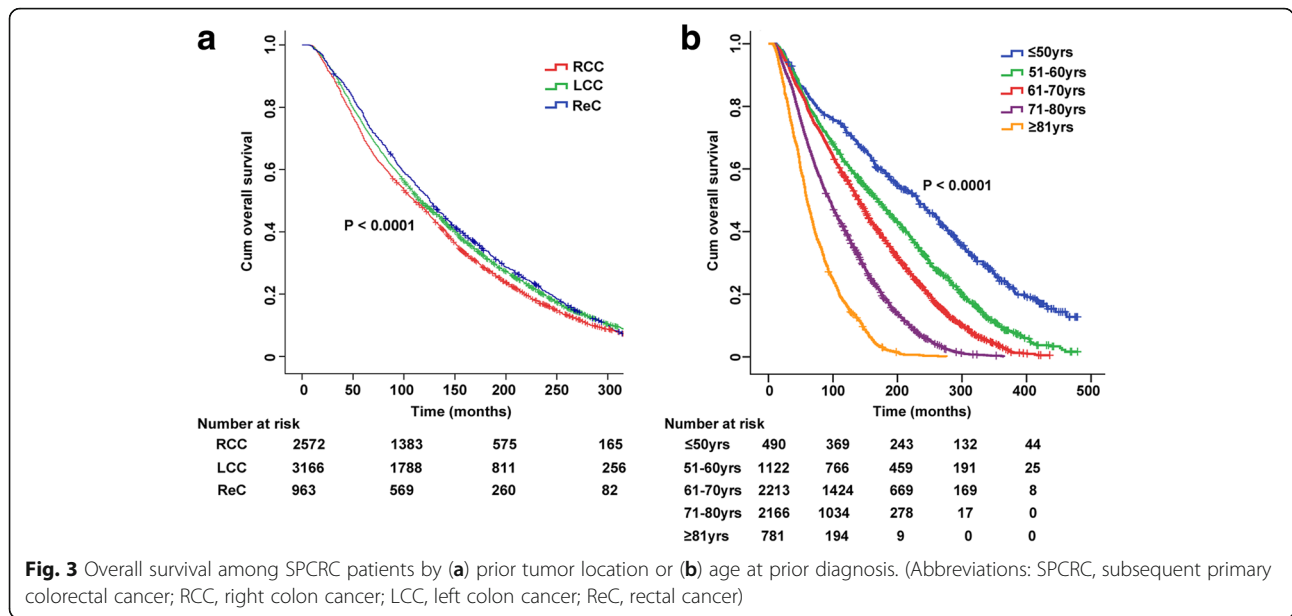 a
1.0
0.8
0.6
0.4
0.2
0
Cum overall survival
RCC
LCC
ReC
P < 0.0001
0 50 100 150 200 250 300
Time (months)
Number at risk
RCC 2572 1383 575 165
LCC 3166 1788 811 256
ReC 963 569 260 82
b
1.0
0.8
0.6
0.4
0.2
0
Cum overall survival
≤50yrs
51-60yrs
61-70yrs
71-80yrs
≥81yrs
P < 0.0001
0 100 200 300 400 500
Time (months)
Number at risk
≤50yrs 490 369 243 132 44
51-60yrs 1122 766 459 191 25
61-70yrs 2213 1424 669 169 8
71-80yrs 2166 1034 278 17 0
≥81yrs 781 194 9 0 0
Fig. 3 Overall survival among SPCRC patients by (a) prior tumor location or (b) age at prior diagnosis. (Abbreviations: SPCRC, subsequent primary
colorectal cancer; RCC, right colon cancer; LCC, left colon cancer; ReC, rectal cancer)